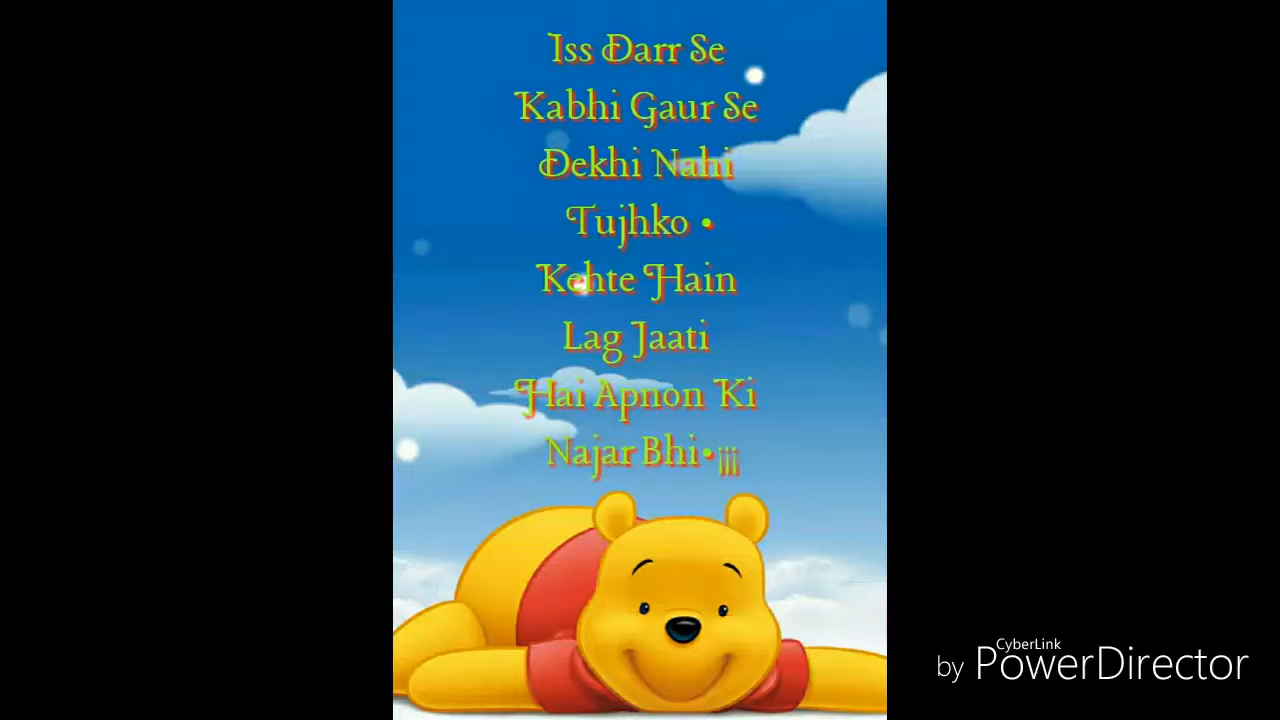 Iss Darr Se
Kabhi Gaur Se
Dekhi Nahi
Tujhko •
Kehte Hain
Lag Jaati
Hai Apnon Ki
Najar Bhi•¡¡¡
CyberLink
by PowerDirector